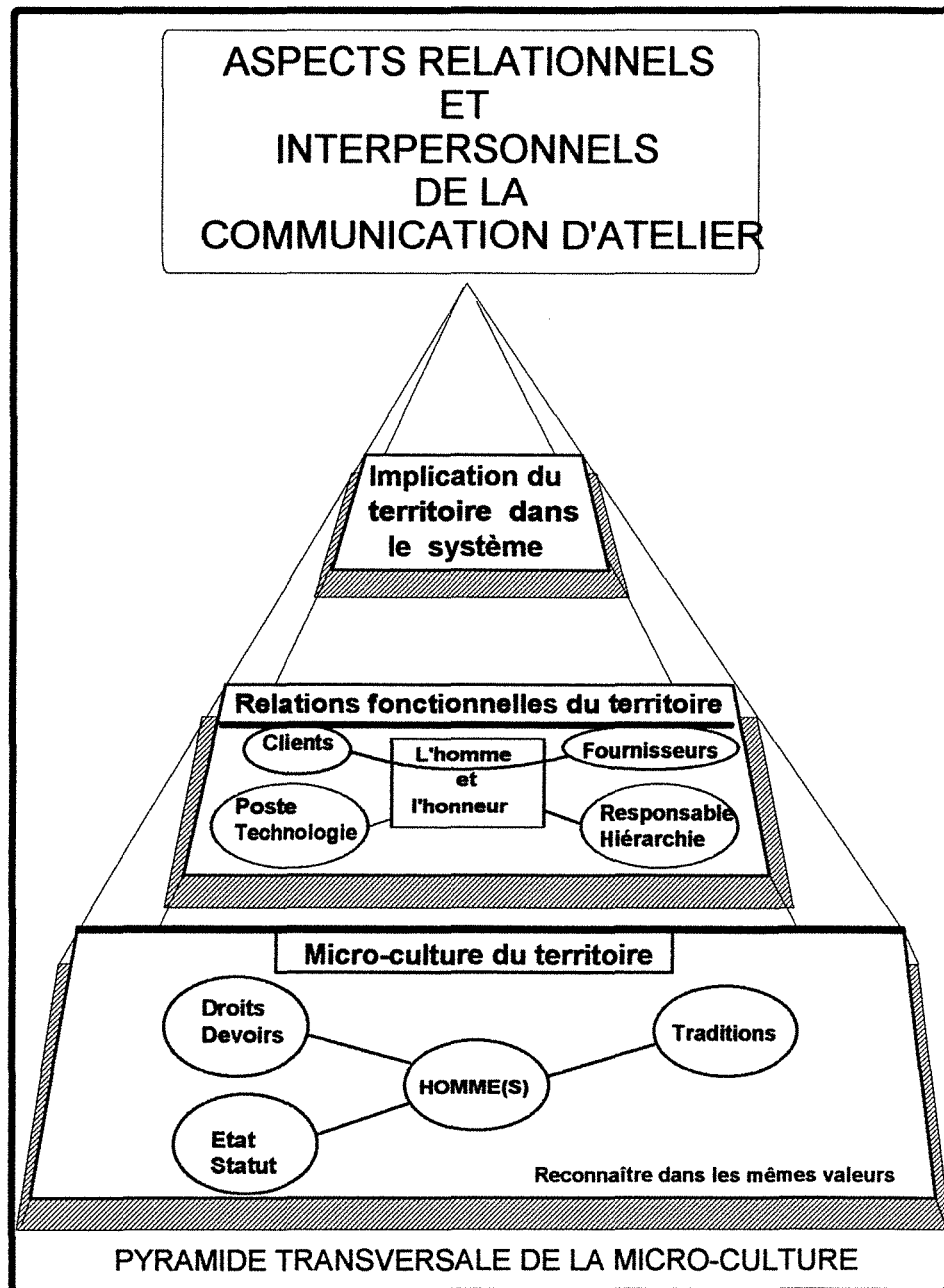 ASPECTS RELATIONNELS
ET
INTERPERSONNELS
DE LA
COMMUNICATION D'ATELIER
Implication du
territoire dans
le système
Relations fonctionnelles du territoire
Clients
L'homme
et
l'honneur
Fournisseurs
Poste
Technologie
Responsable
Hiérarchie
Micro-culture du territoire
Droits
Devoirs
Traditions
HOMME(S)
Etat
Statut
Reconnaître dans les mêmes valeurs
PYRAMIDE TRANSVERSALE DE LA MICRO-CULTURE